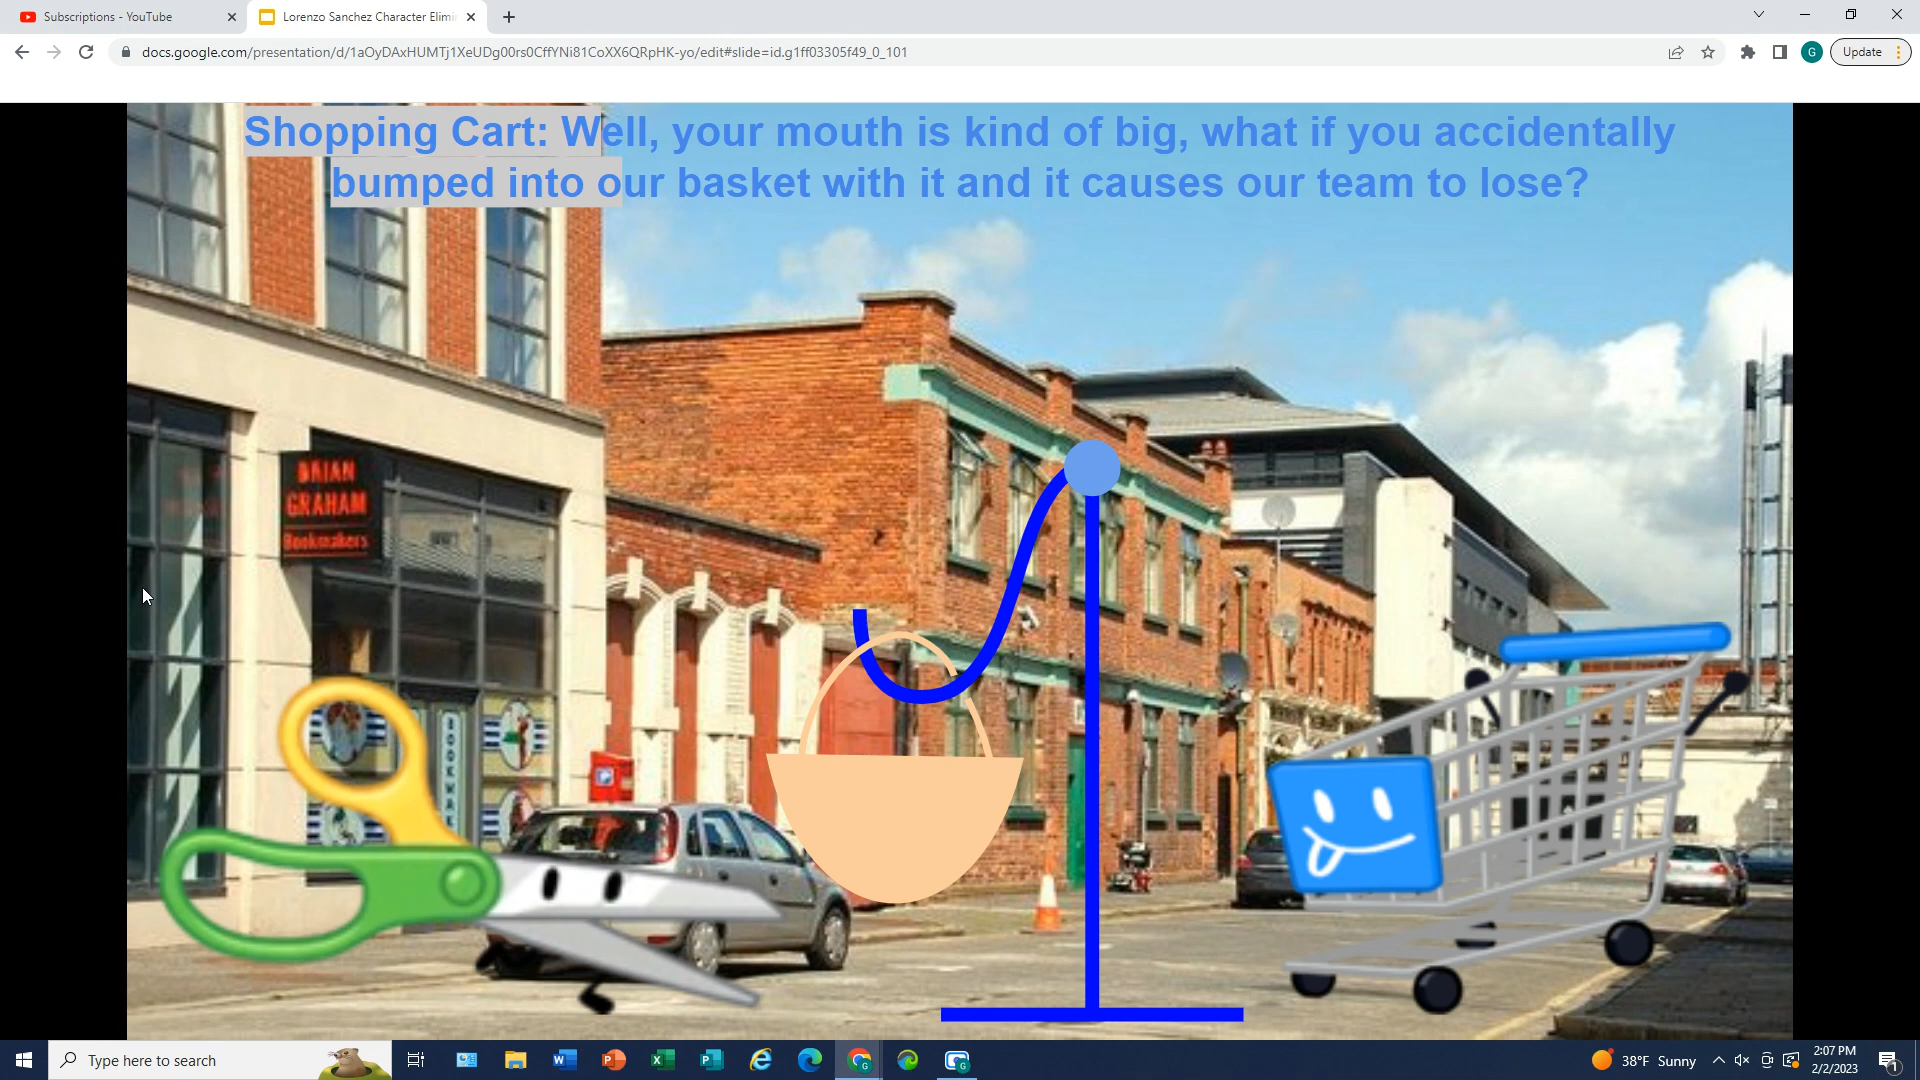 Subscriptions - YouTube
Lorenzo Sanchez Character Elimi
docs.google.com/presentation/d/1aOyDAxHUMTj1XeUDg00rs0CffYNi81CoXX6QRpHK-yo/edit#slide=id.g1ff03305f49_0_101
G
Update
Shopping Cart: Well, your mouth is kind of big, what if you accidentally
bumped into our basket with it and it causes our team to lose?
BRIAN
GRAHAM
Bookmakers
Type here to search
38°F Sunny
2:07 PM
2/2/2023
1